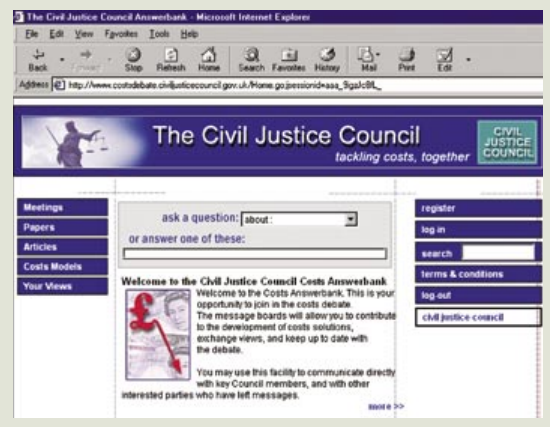 The Civil Justice Council Answerbank - Microsoft Internet Explorer
File Edit View Favorites Tools Help
Back Forward Stop Refresh Home Search Favorites History Mail Print Edit
Address http://www.costsdebate.civiljusticecouncil.gov.uk/Home.go;jsessionid=aaa_
The Civil Justice Council
tackling costs, together
CIVIL
JUSTICE
COUNCIL
Meetings
Papers
Articles
Costs Models
Your Views
ask a question: about :
or answer one of these:
Welcome to the Civil Justice Council Costs Answerbank
Welcome to the Costs Answerbank. This is your
opportunity to join in the costs debate.
The message boards will allow you to contribute
to the development of costs solutions,
exchange views, and keep up to date with
the debate.
You may use this facility to communicate directly
with key Council members, and with other
interested parties who have left messages.
more >>
register
log in
search
terms & conditions
log out
civil justice council